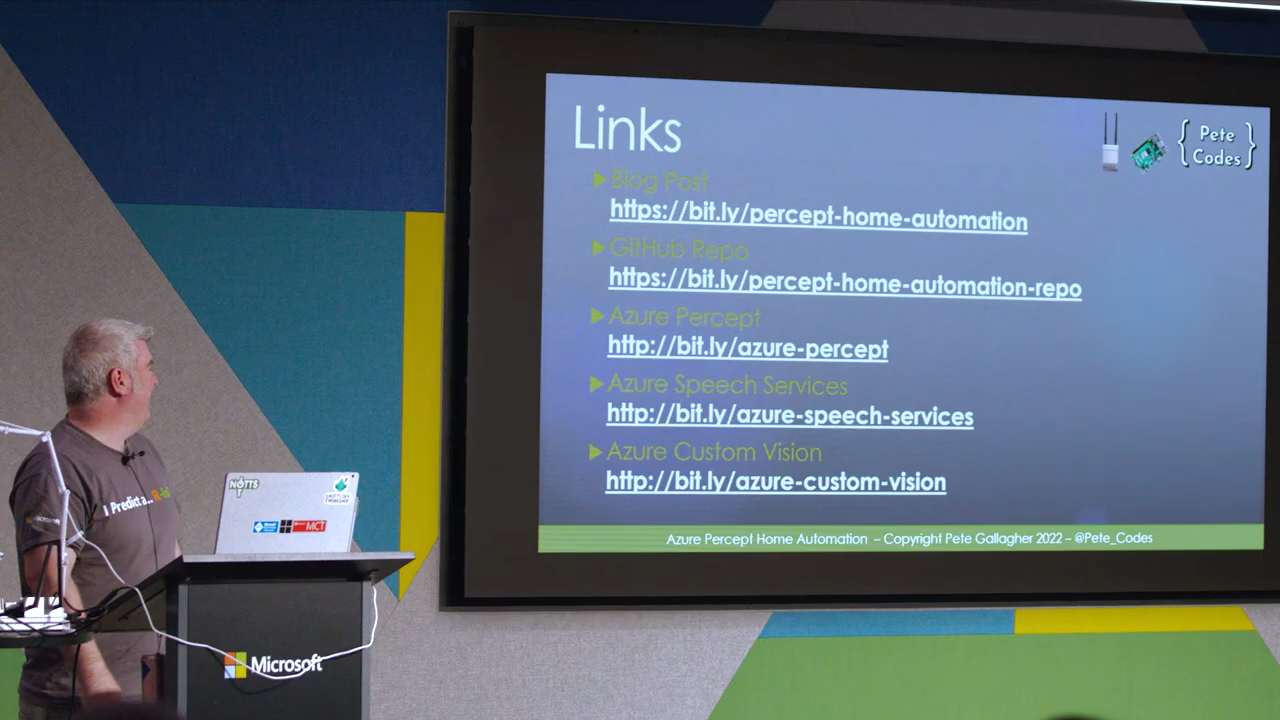 Links
{ Pete
Codes }
Blog Post
https://bit.ly/percept-home-automation
GitHub Repo
https://bit.ly/percept-home-automation-repo
Azure Percept
http://bit.ly/azure-percept
Azure Speech Services
http://bit.ly/azure-speech-services
Azure Custom Vision
http://bit.ly/azure-custom-vision
Azure Percept Home Automation – Copyright Pete Gallagher 2022 – @Pete_Codes
I Predict a...
NOTTS
MCT
Microsoft